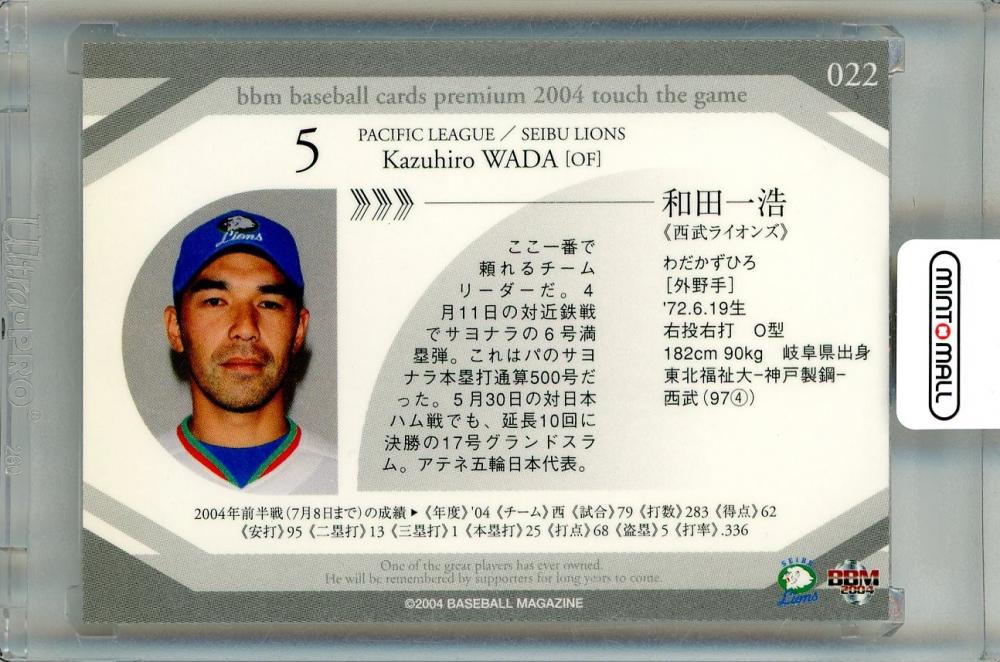 022
bbm baseball cards premium 2004 touch the game
5
PACIFIC LEAGUE／SEIBU LIONS
Kazuhiro WADA [OF]
和田一浩
《西武ライオンズ》
わだかずひろ
［外野手］
'72.6.19生
右投右打　O型
182cm 90kg　岐阜県出身
東北福祉大−神戸製鋼−
西武（97④）
Lions
ここ一番で
頼れるチーム
リーダーだ。4
月11日の対近鉄戦
でサヨナラの6号満
塁弾。これはパのサヨ
ナラ本塁打通算500号だ
った。5月30日の対日本
ハム戦でも、延長10回に
決勝の17号グランドスラ
ム。アテネ五輪日本代表。
2004年前半戦（7月8日まで）の成績▶《年度》'04《チーム》西《試合》79《打数》283《得点》62
《安打》95《二塁打》13《三塁打》1《本塁打》25《打点》68《盗塁》5《打率》.336
One of the great players has ever owned.
He will be remembered by supporters for long years to come.
©2004 BASEBALL MAGAZINE
SEIBU
Lions
BBM
2004
MINT MALL
Ultra PRO®